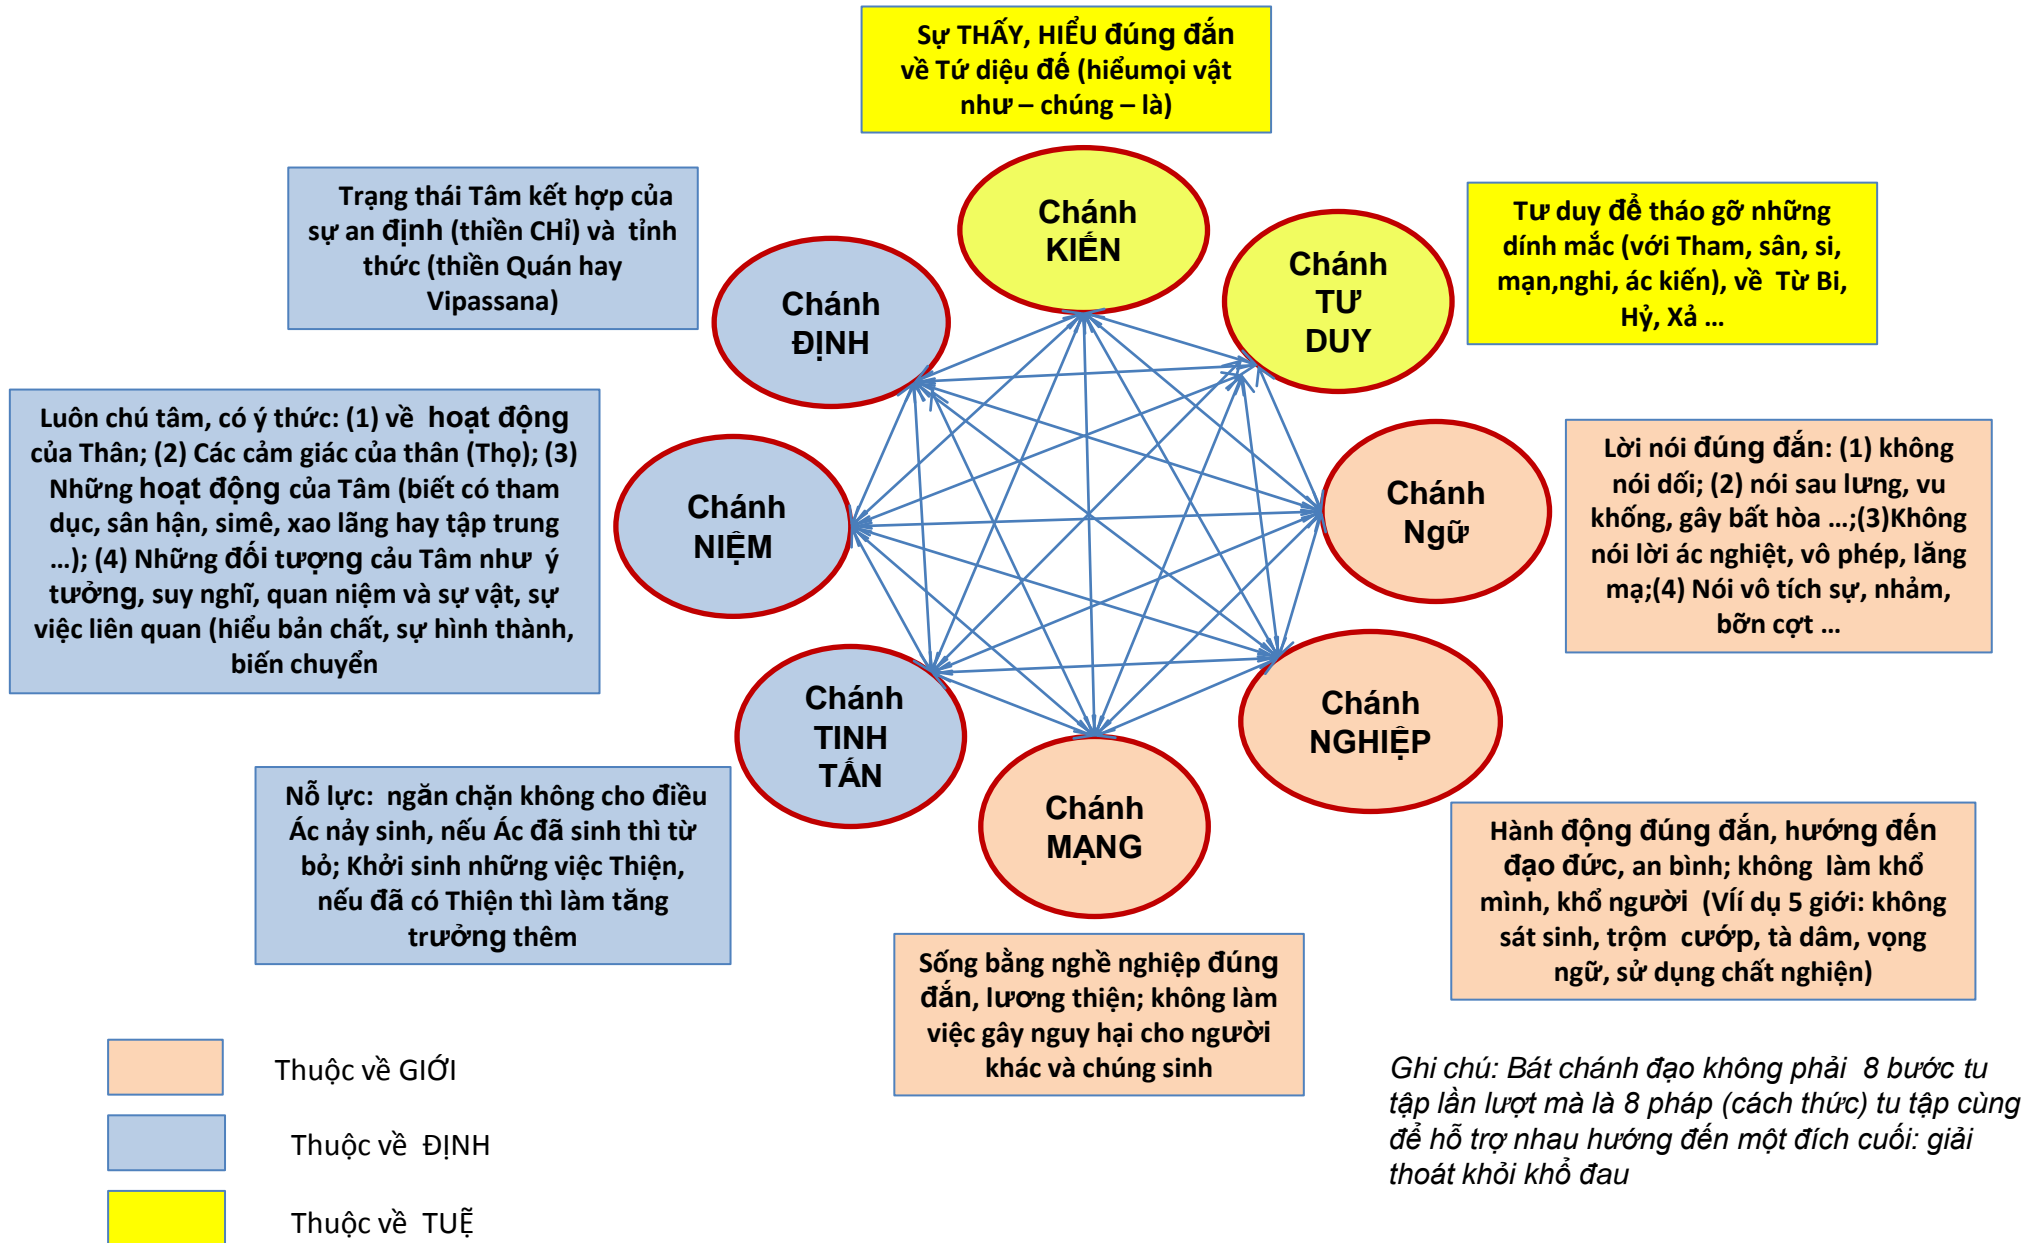 Sự THẤY, HIỂU đúng đắn
về Tứ diệu đế (hiểumọi vật
như – chúng – là)
Trạng thái Tâm kết hợp của
sự an định (thiền CHỉ) và tỉnh
thức (thiền Quán hay
Vipassana)
Chánh
KIẾN
Tư duy để tháo gỡ những
dính mắc (với Tham, sân, si,
mạn,nghi, ác kiến), về Từ Bi,
Hỷ, Xả ...
Chánh
TƯ
DUY
Chánh
ĐỊNH
Luôn chú tâm, có ý thức: (1) về hoạt động
của Thân; (2) Các cảm giác của thân (Thọ); (3)
Những hoạt động của Tâm (biết có tham
dục, sân hận, simê, xao lãng hay tập trung
...); (4) Những đối tượng cảu Tâm như ý
tưởng, suy nghĩ, quan niệm và sự vật, sự
việc liên quan (hiểu bản chất, sự hình thành,
biến chuyển
Chánh
NIỆM
Chánh
Ngữ
Lời nói đúng đắn: (1) không
nói dối; (2) nói sau lưng, vu
khống, gây bất hòa ...;(3)Không
nói lời ác nghiệt, vô phép, lăng
mạ;(4) Nói vô tích sự, nhảm,
bỡn cợt ...
Chánh
TINH
TẤN
Chánh
NGHIỆP
Chánh
MẠNG
Nỗ lực: ngăn chặn không cho điều
Ác nảy sinh, nếu Ác đã sinh thì từ
bỏ; Khởi sinh những việc Thiện,
nếu đã có Thiện thì làm tăng
trưởng thêm
Hành động đúng đắn, hướng đến
đạo đức, an bình; không làm khổ
mình, khổ người (VÍí dụ 5 giới: không
sát sinh, trộm cướp, tà dâm, vọng
ngữ, sử dụng chất nghiện)
Sống bằng nghề nghiệp đúng
đắn, lương thiện; không làm
việc gây nguy hại cho người
khác và chúng sinh
Thuộc về GIỚI
Thuộc về ĐỊNH
Thuộc về TUỆ̃
Ghi chú: Bát chánh đạo không phải 8 bước tu
tập lần lượt mà là 8 pháp (cách thức) tu tập cùng
để hỗ trợ nhau hướng đến một đích cuối: giải
thoát khỏi khổ đau